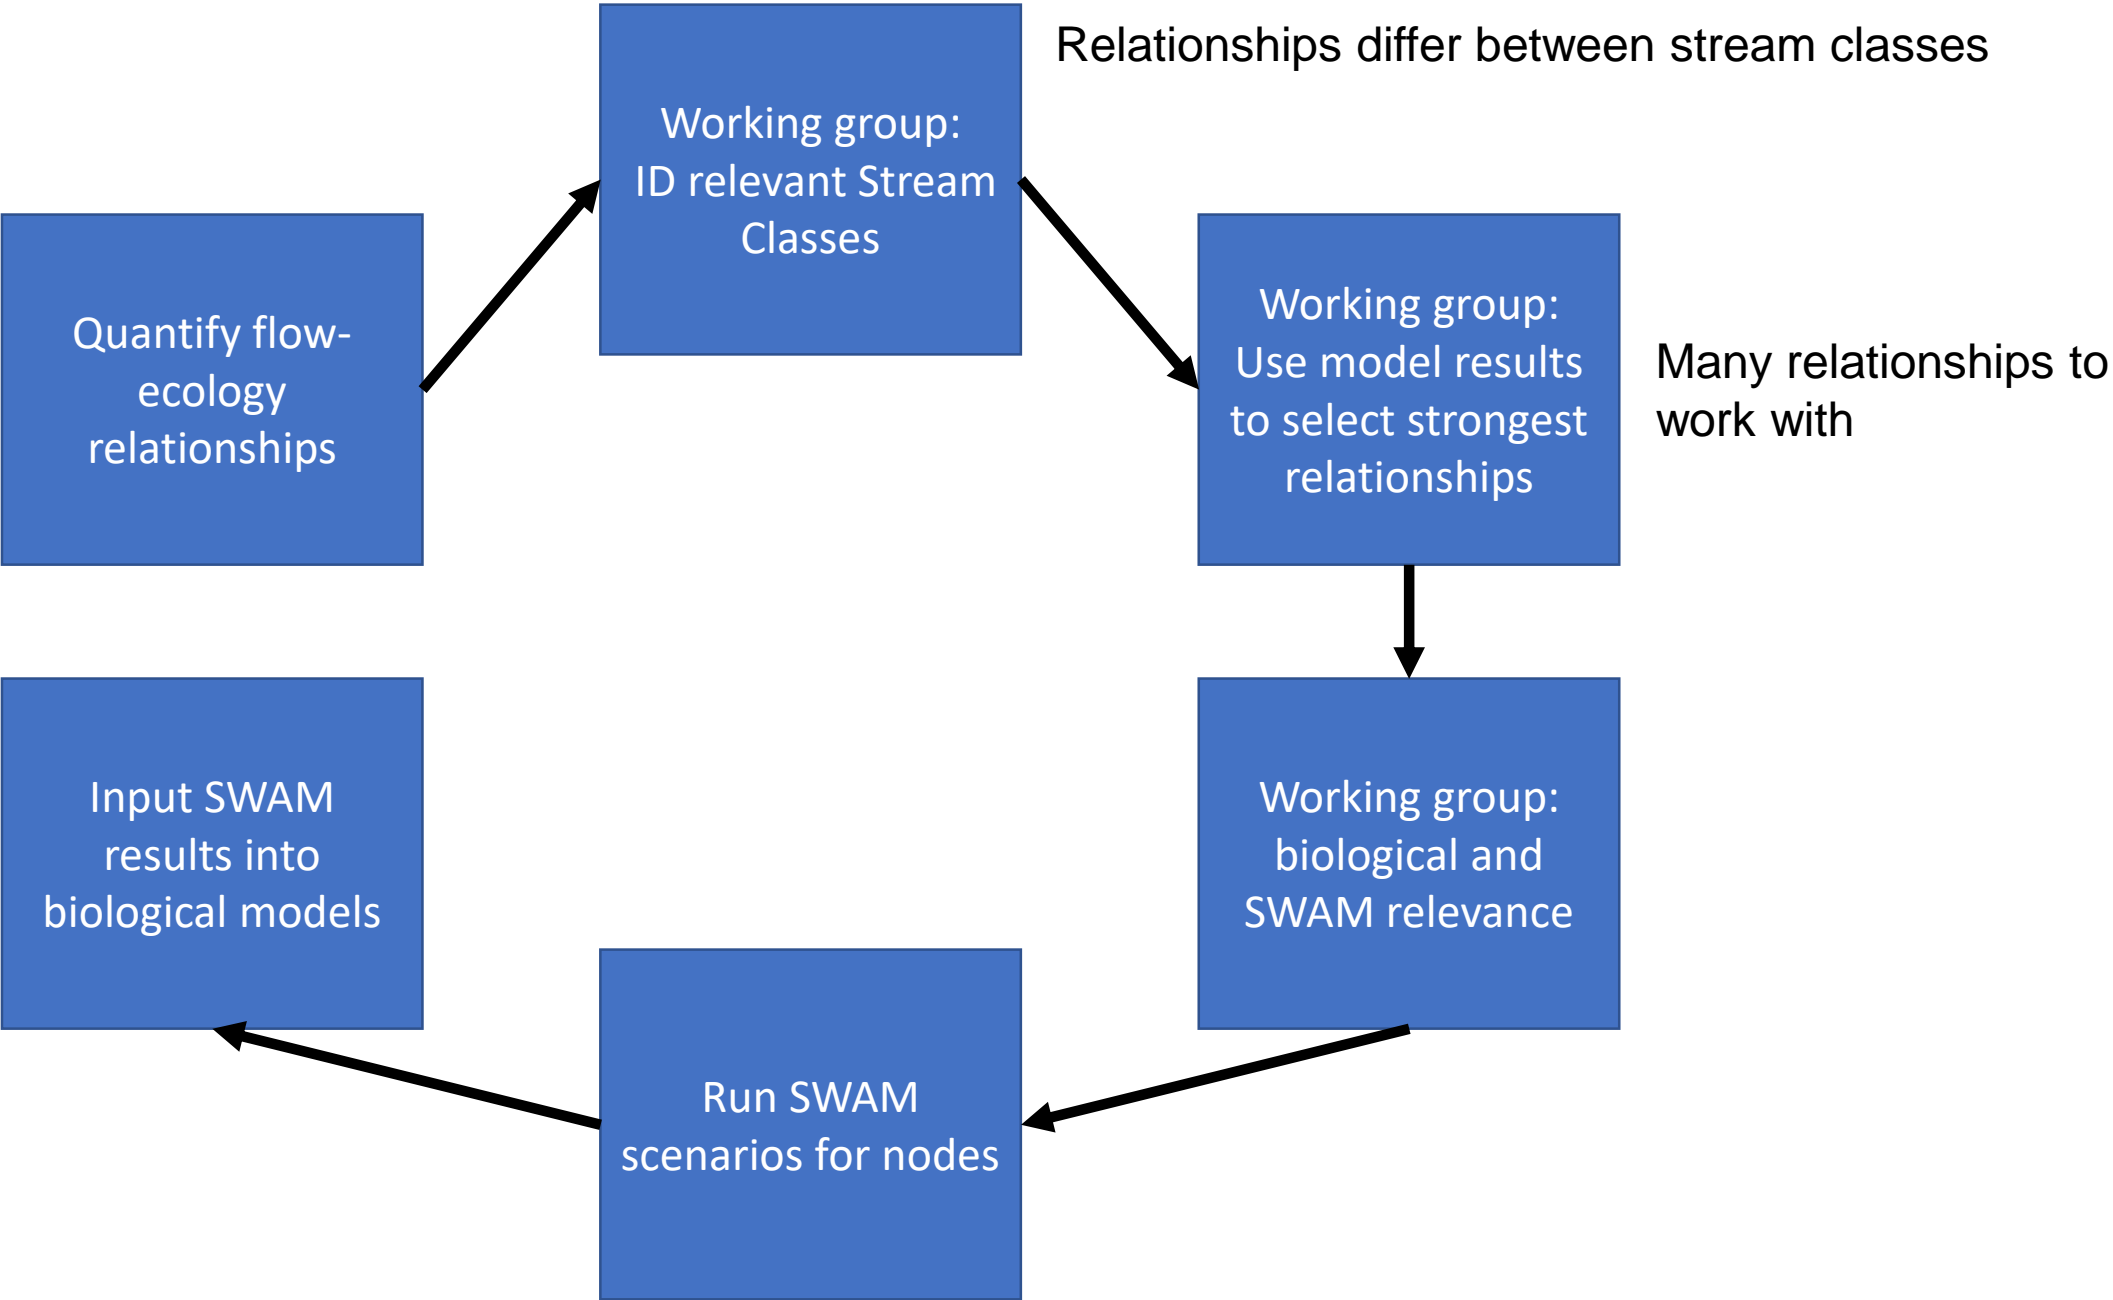 Relationships differ between stream classes
Working group:
ID relevant Stream
Classes
Quantify flow-
ecology
relationships
Working group:
Use model results
to select strongest
relationships
Many relationships to
work with
Working group:
biological and
SWAM relevance
Run SWAM
scenarios for nodes
Input SWAM
results into
biological models